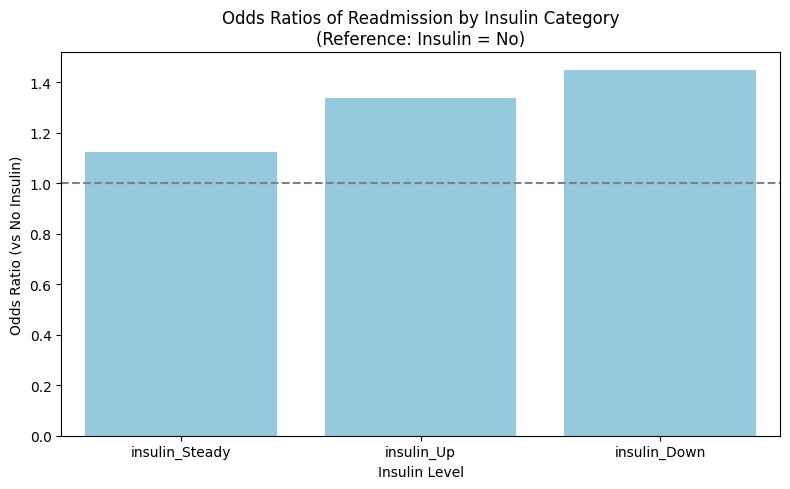 Odds Ratios of Readmission by Insulin Category
(Reference: Insulin = No)
Odds Ratio (vs No Insulin)
1.4
1.2
1.0
0.8
0.6
0.4
0.2
0.0
insulin_Steady
insulin_Up
insulin_Down
Insulin Level